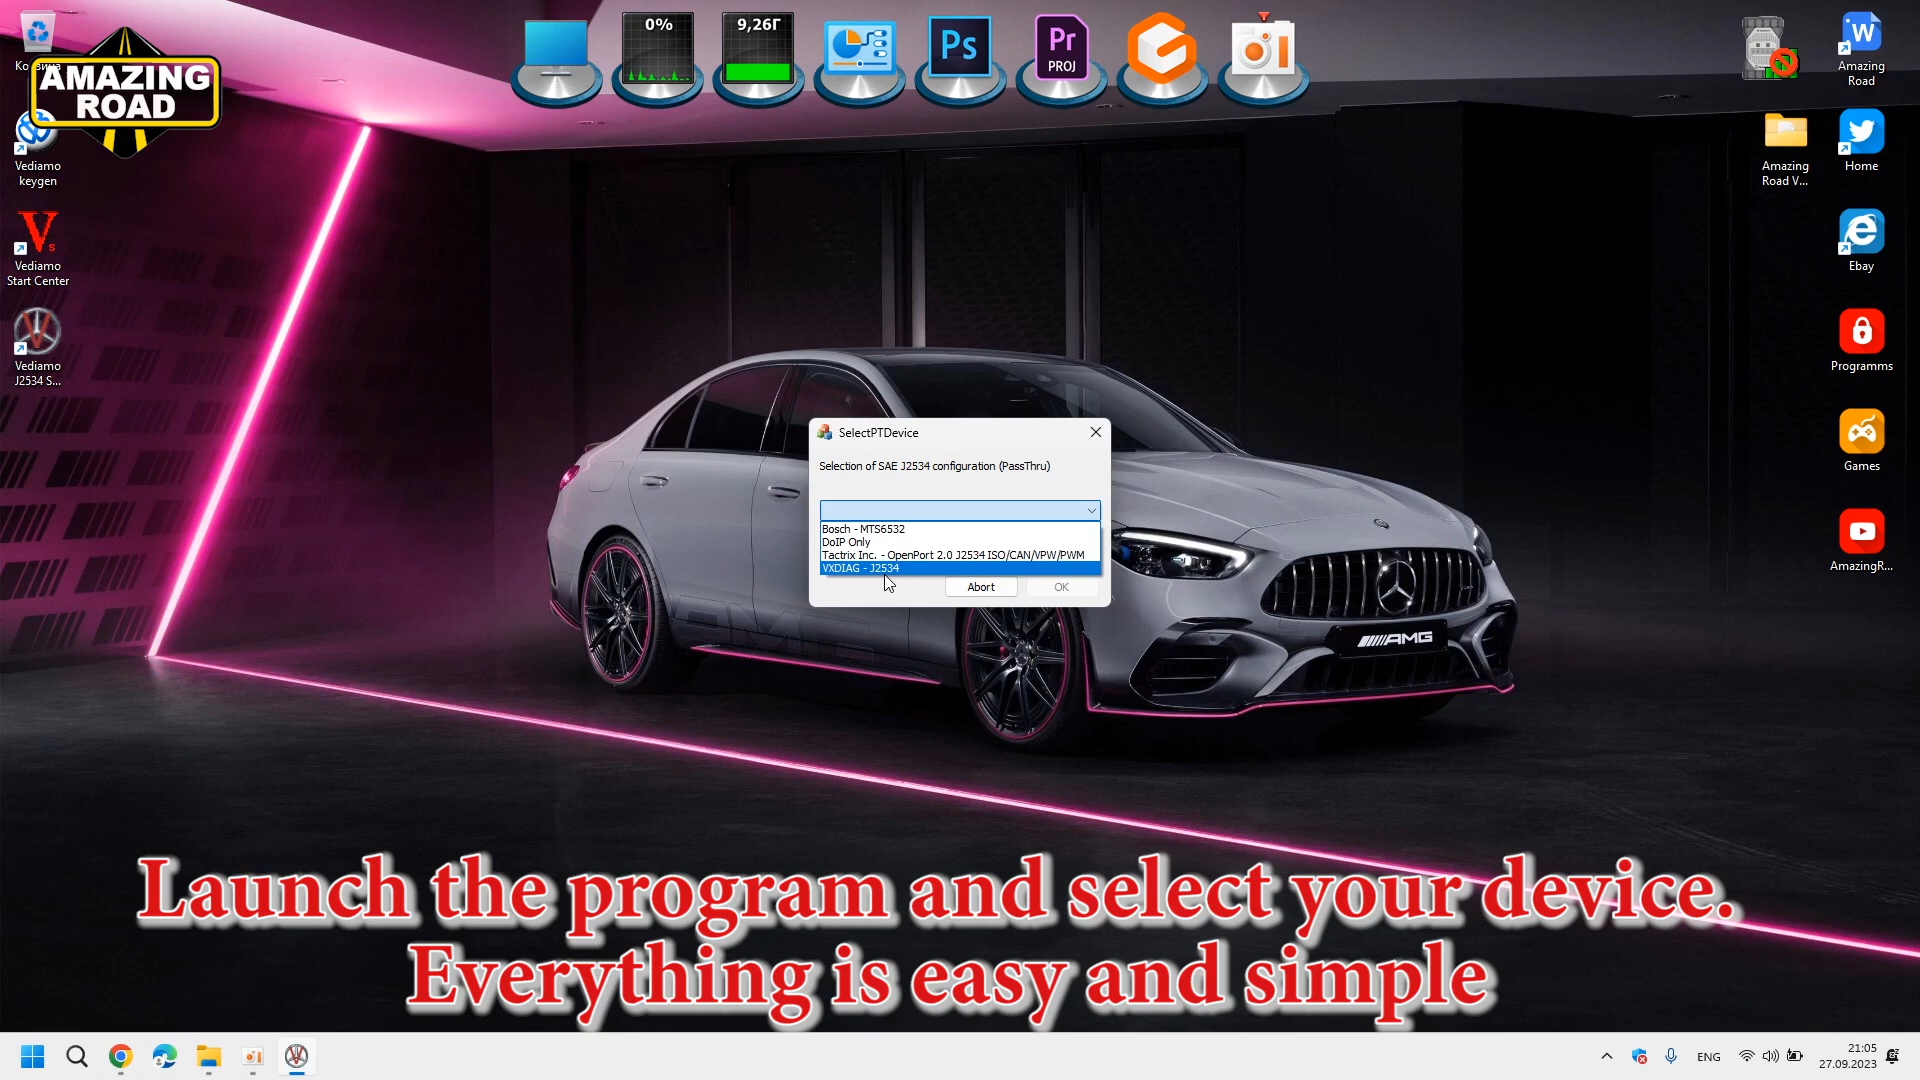 0%
9,26Г
Ps
Pr
PROJ
W
Amazing
Road
AMAZING
ROAD
Vediamo
keygen
Amazing
Road V...
Home
V
s
Vediamo
Start Center
Ebay
Vediamo
J2534 S...
Programms
SelectPTDevice
Selection of SAE J2534 configuration (PassThru)
Games
Bosch - MTS6532
DoIP Only
Tactrix Inc. - OpenPort 2.0 J2534 ISO/CAN/VPW/PWM
VXDIAG - J2534
Abort
OK
AmazingR...
AMG
Launch the program and select your device.
Everything is easy and simple
ENG
21:05
27.09.2023